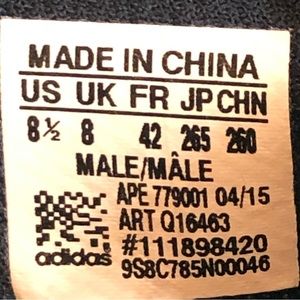 MADE IN CHINA
US UK FR JP CHN
8½ 8 42 265 260
MALE/MÂLE
APE 779001 04/15
ART Q16463
#111898420
adidas 9S8C785N00046